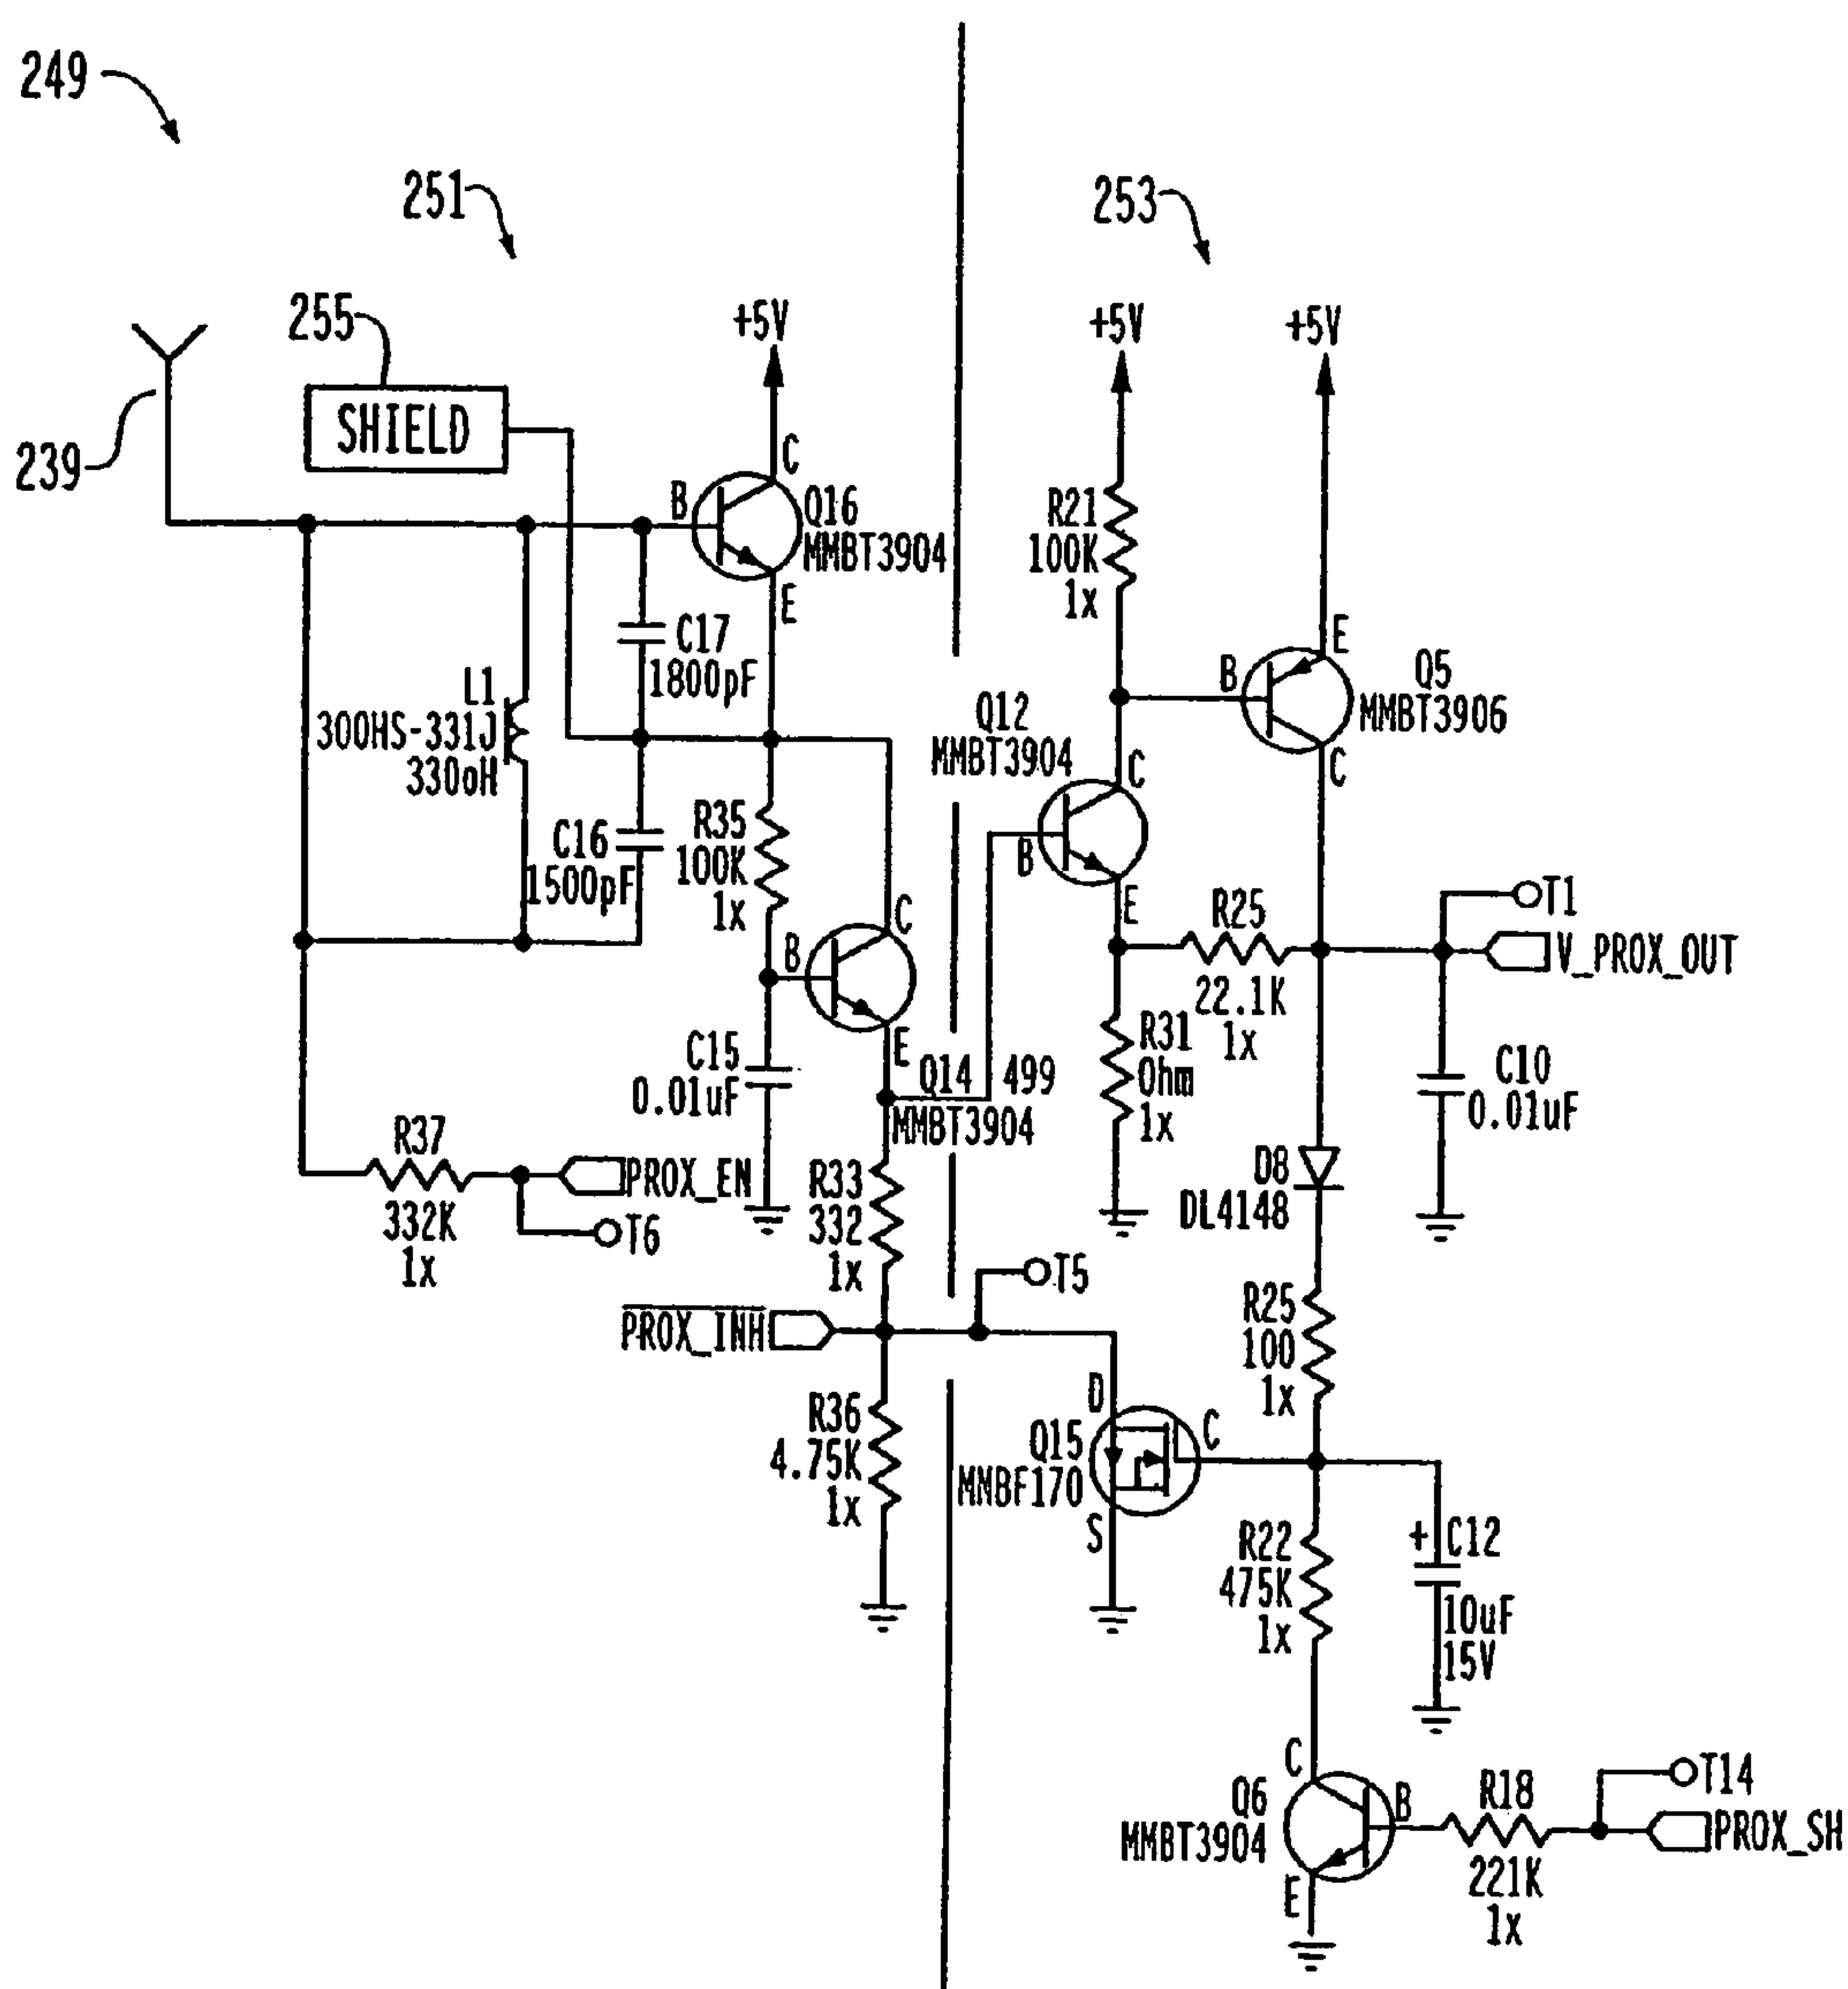 249
251
253
255
239
SHIELD
+5V
+5V
+5V
C
B
Q16
MMBT3904
E
C17
1800pF
L1
300HS-331J
330oH
C16
1500pF
R35
100K
1x
C
B
E
Q14
MMBT3904
C15
0.01uF
R37
332K
1x
PROX_EN
T6
R33
332
1x
PROX_INH
T5
R36
4.75K
1x
R21
100K
1x
Q12
MMBT3904
C
B
E
E
B
Q5
MMBT3906
C
R25
22.1K
1x
T1
V_PROX_OUT
499
R31
Ohm
1x
C10
0.01uF
D8
DL4148
R25
100
1x
D
Q15
MMBF170
C
S
R22
475K
1x
+ C12
10uF
15V
C
Q6
MMBT3904
B
E
R18
221K
1x
T14
PROX_SH